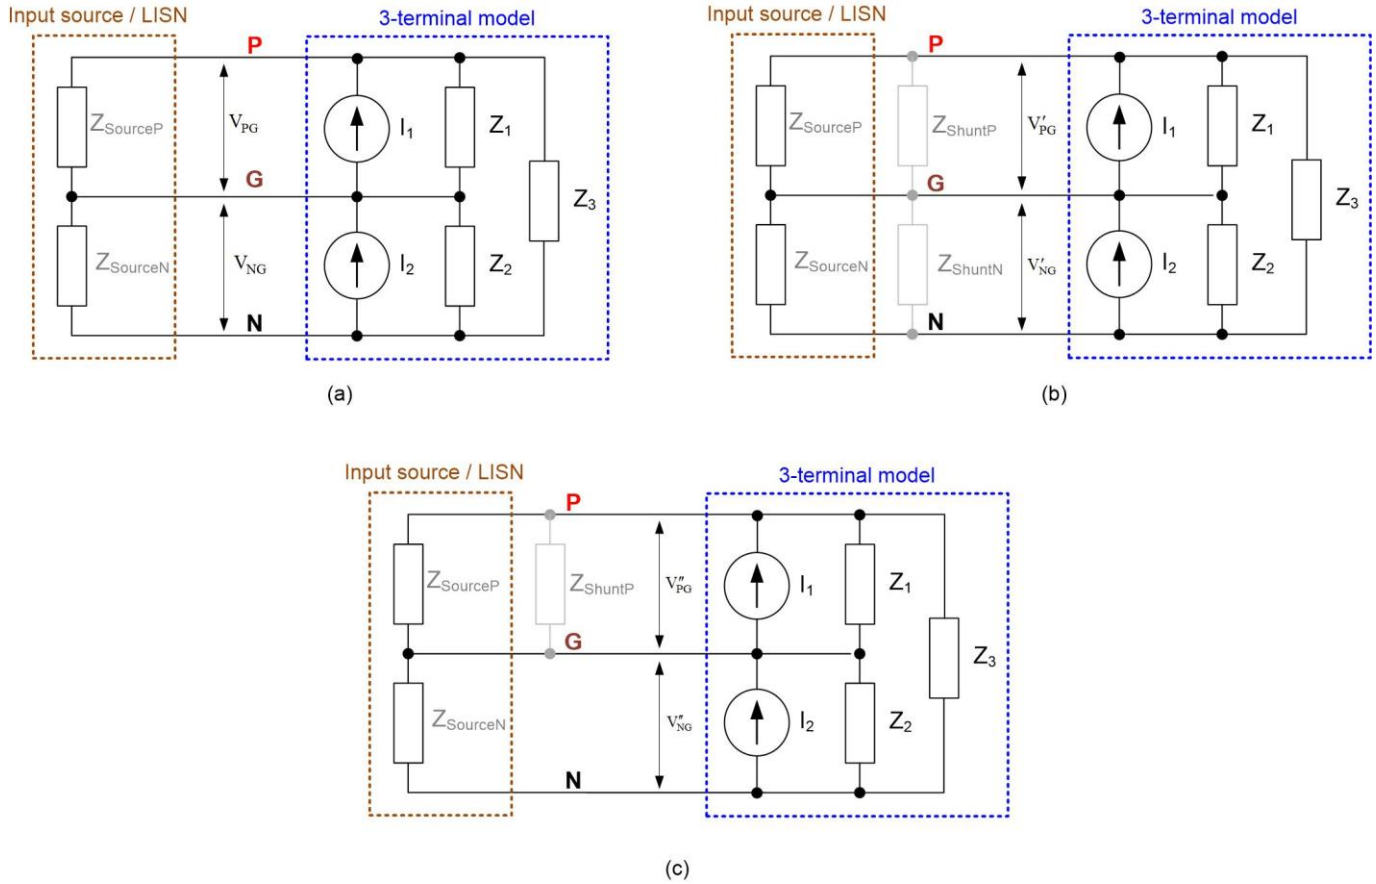 Input source / LISN
3-terminal model
P
Z_SourceP
V_PG
I_1
Z_1
G
Z_3
Z_SourceN
V_NG
I_2
Z_2
N
(a)
Input source / LISN
3-terminal model
P
Z_SourceP
Z_ShuntP
V'_PG
I_1
Z_1
G
Z_3
Z_SourceN
Z_ShuntN
V'_NG
I_2
Z_2
N
(b)
Input source / LISN
3-terminal model
P
Z_SourceP
Z_ShuntP
V''_PG
I_1
Z_1
G
Z_3
Z_SourceN
V''_NG
I_2
Z_2
N
(c)